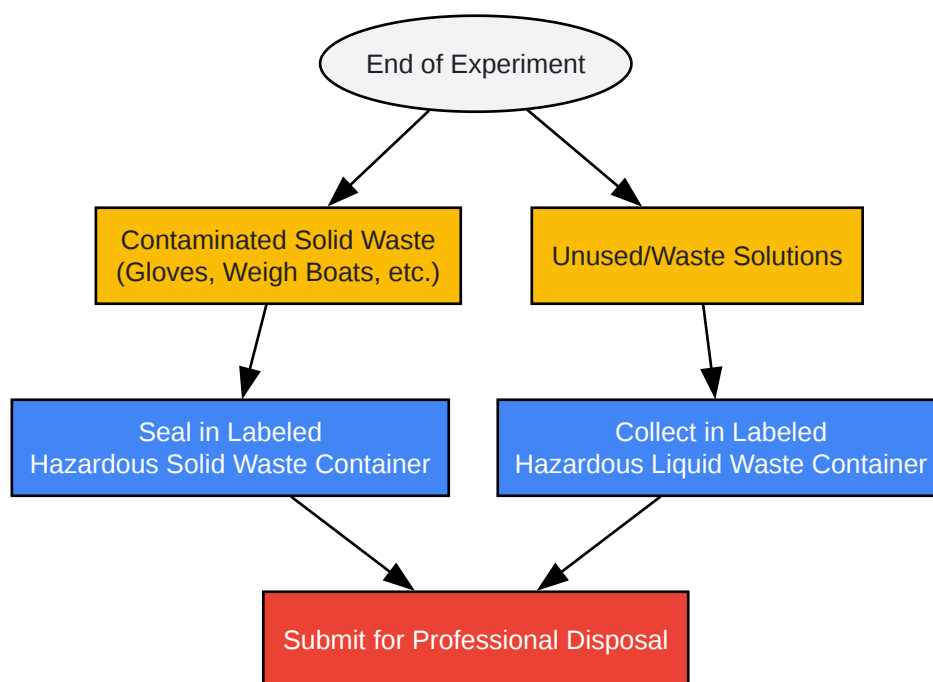 End of Experiment
Contaminated Solid Waste
(Gloves, Weigh Boats, etc.)
Unused/Waste Solutions
Seal in Labeled
Hazardous Solid Waste Container
Collect in Labeled
Hazardous Liquid Waste Container
Submit for Professional Disposal